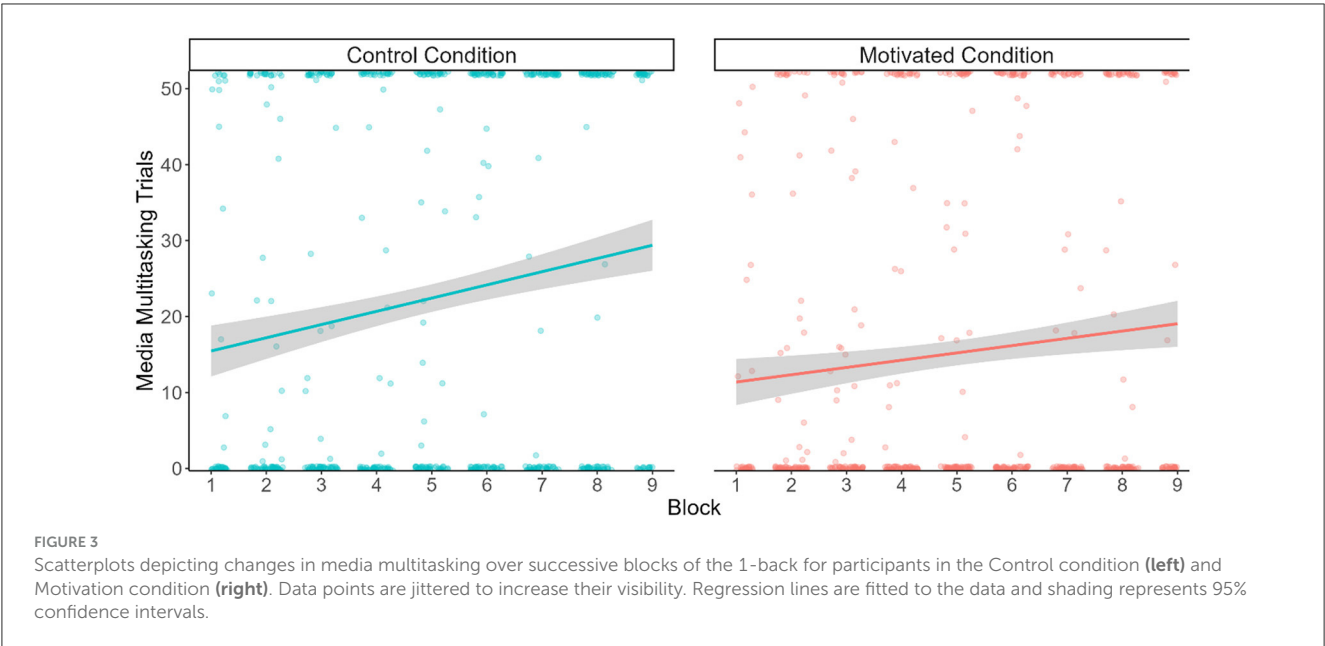 Control Condition
Motivated Condition
Media Multitasking Trials
50
40
30
20
10
0
1 2 3 4 5 6 7 8 9
1 2 3 4 5 6 7 8 9
Block
FIGURE 3
Scatterplots depicting changes in media multitasking over successive blocks of the 1-back for participants in the Control condition (left) and
Motivation condition (right). Data points are jittered to increase their visibility. Regression lines are fitted to the data and shading represents 95%
confidence intervals.